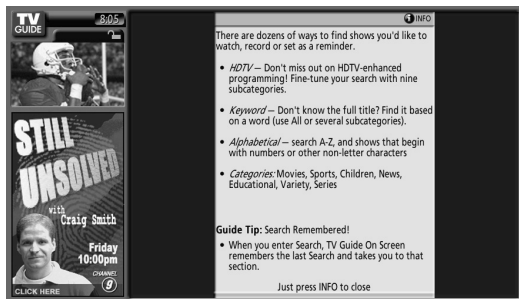 TV
GUIDE
8:05
STILL
UNSOLVED
with
Craig Smith
Friday
10:00pm
CHANNEL
9
CLICK HERE
i INFO
There are dozens of ways to find shows you'd like to
watch, record or set as a reminder.
• HDTV — Don't miss out on HDTV-enhanced
programming! Fine-tune your search with nine
subcategories.
• Keyword — Don't know the full title? Find it based
on a word (use All or several subcategories).
• Alphabetical — search A-Z, and shows that begin
with numbers or other non-letter characters
• Categories: Movies, Sports, Children, News,
Educational, Variety, Series
Guide Tip: Search Remembered!
• When you enter Search, TV Guide On Screen
remembers the last Search and takes you to that
section.
Just press INFO to close